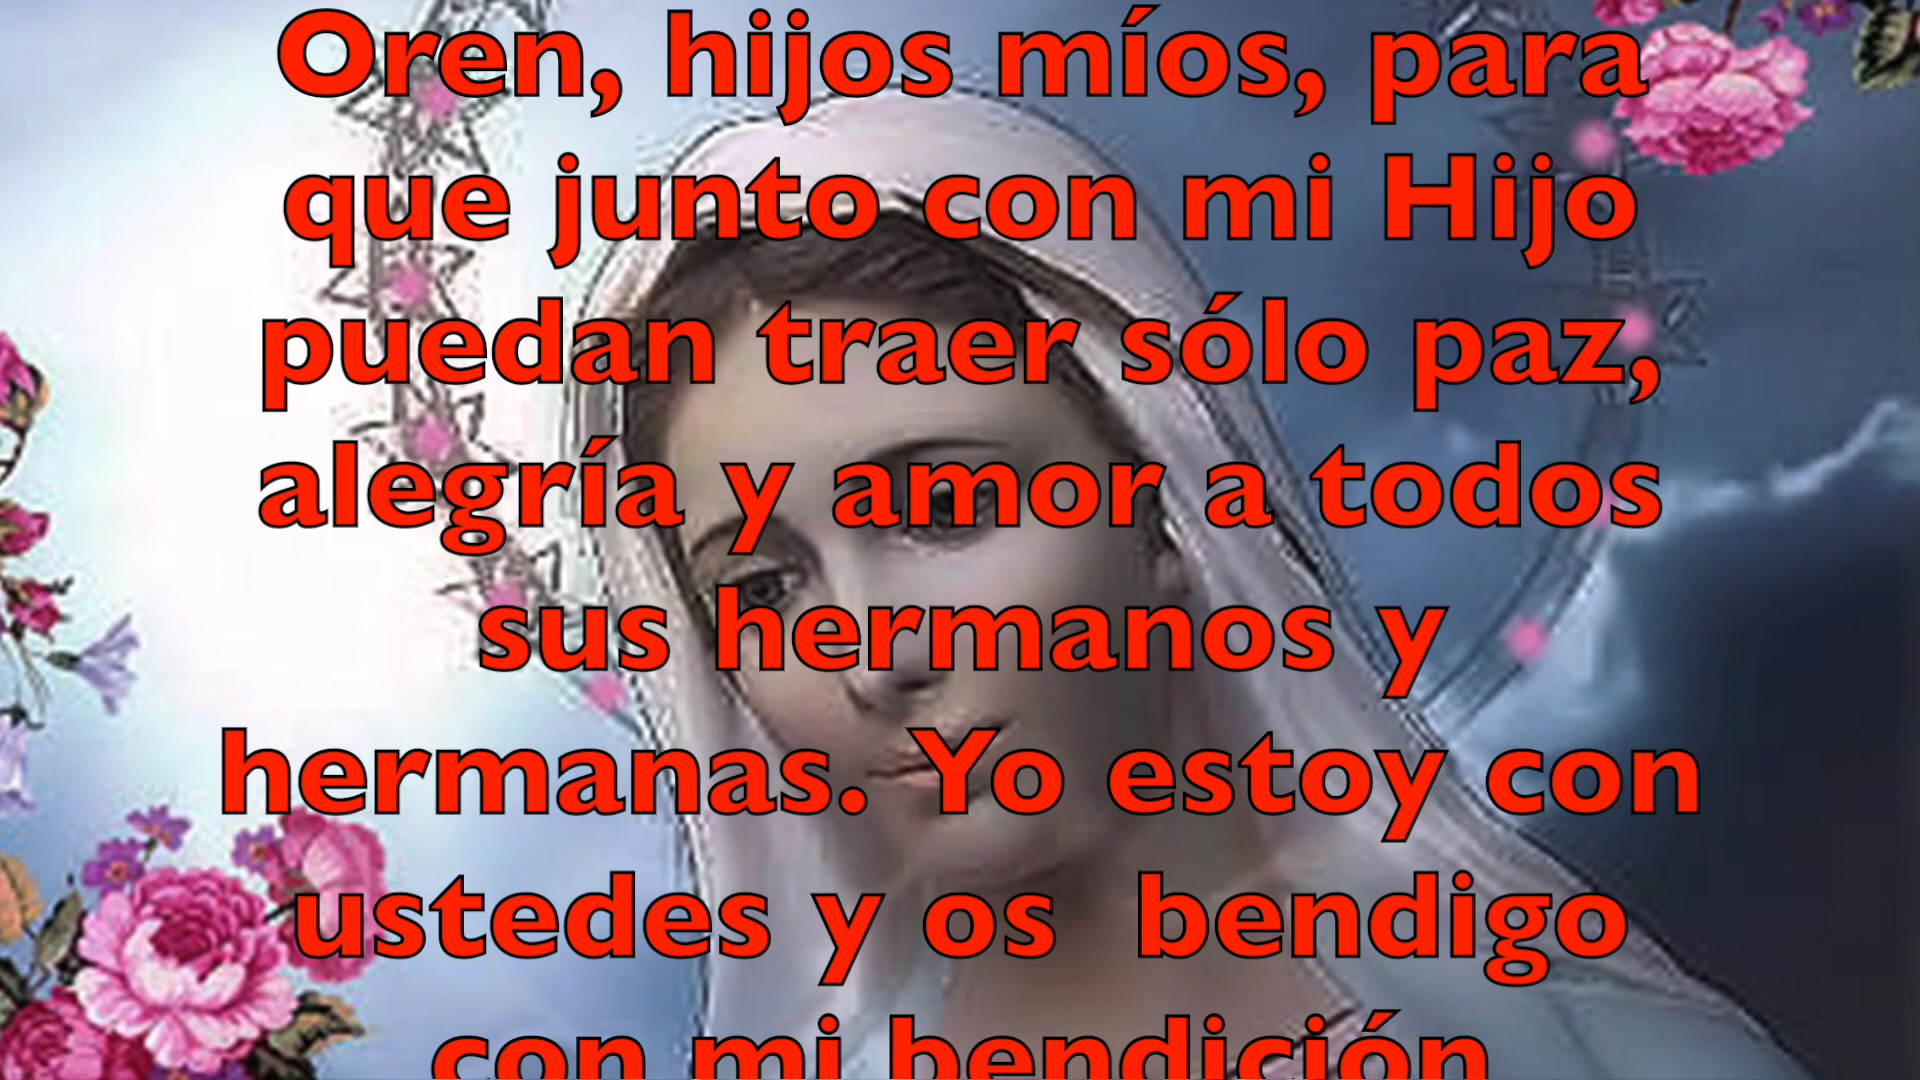 Oren, hijos míos, para
que junto con mi Hijo
puedan traer sólo paz,
alegría y amor a todos
sus hermanos y
hermanas. Yo estoy con
ustedes y os  bendigo
con mi bendición